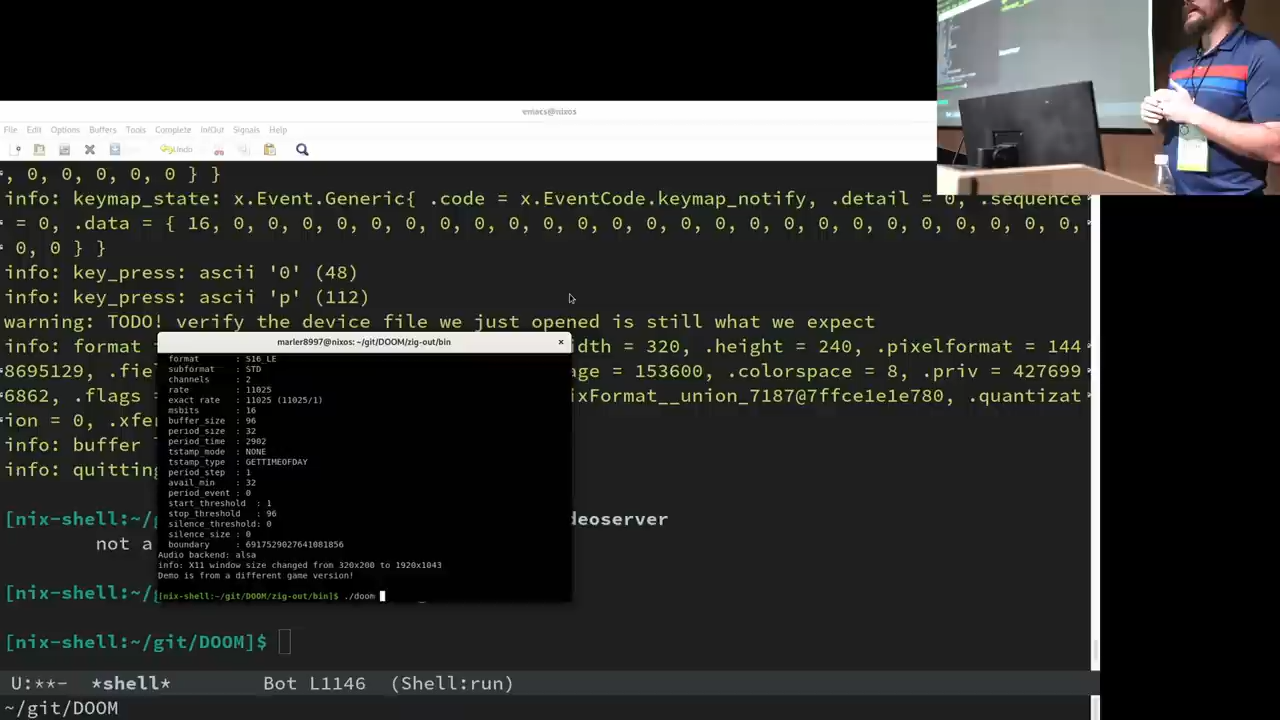 emacs@nixos
File Edit Options Buffers Tools Complete In/Out Signals Help
Undo
, 0, 0, 0, 0, 0 } }
info: keymap_state: x.Event.Generic{ .code = x.EventCode.keymap_notify, .detail = 0, .sequence
= 0, .data = { 16, 0, 0, 0, 0, 0, 0, 0, 0, 0, 0, 0, 0, 0, 0, 0, 0, 0, 0, 0, 0, 0, 0, 0, 0,
0, 0 } }
info: key_press: ascii '0' (48)
info: key_press: ascii 'p' (112)
warning: TODO! verify the device file we just opened is still what we expect
info: format idth = 320, .height = 240, .pixelformat = 144
8695129, .fie age = 153600, .colorspace = 8, .priv = 427699
6862, .flags = ixFormat__union_7187@7ffce1e1e780, .quantizat
ion = 0, .xfe
info: buffer
info: quitting
[nix-shell:~/g deoserver
not a
[nix-shell:~/g
[nix-shell:~/git/DOOM]$
marler8997@nixos: ~/git/DOOM/zig-out/bin
format : S16_LE
subformat : STD
channels : 2
rate : 11025
exact rate : 11025 (11025/1)
msbits : 16
buffer_size : 96
period_size : 32
period_time : 2902
tstamp_mode : NONE
tstamp_type : GETTIMEOFDAY
period_step : 1
avail_min : 32
period_event : 0
start_threshold : 1
stop_threshold : 96
silence_threshold: 0
silence_size : 0
boundary : 6917529027641081856
Audio backend: alsa
info: X11 window size changed from 320x200 to 1920x1043
Demo is from a different game version!
[nix-shell:~/git/DOOM/zig-out/bin]$ ./doom
U:**- *shell* Bot L1146 (Shell:run)
~/git/DOOM